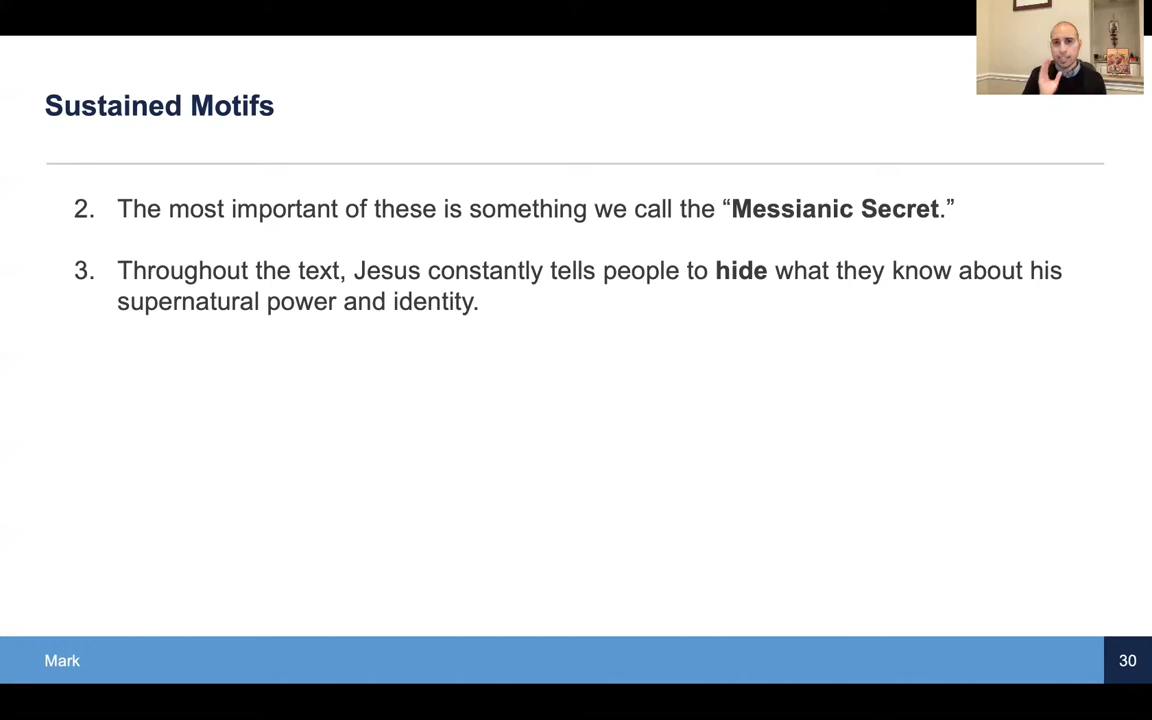 Sustained Motifs
2. The most important of these is something we call the “Messianic Secret.”
3. Throughout the text, Jesus constantly tells people to hide what they know about his
supernatural power and identity.
Mark
30